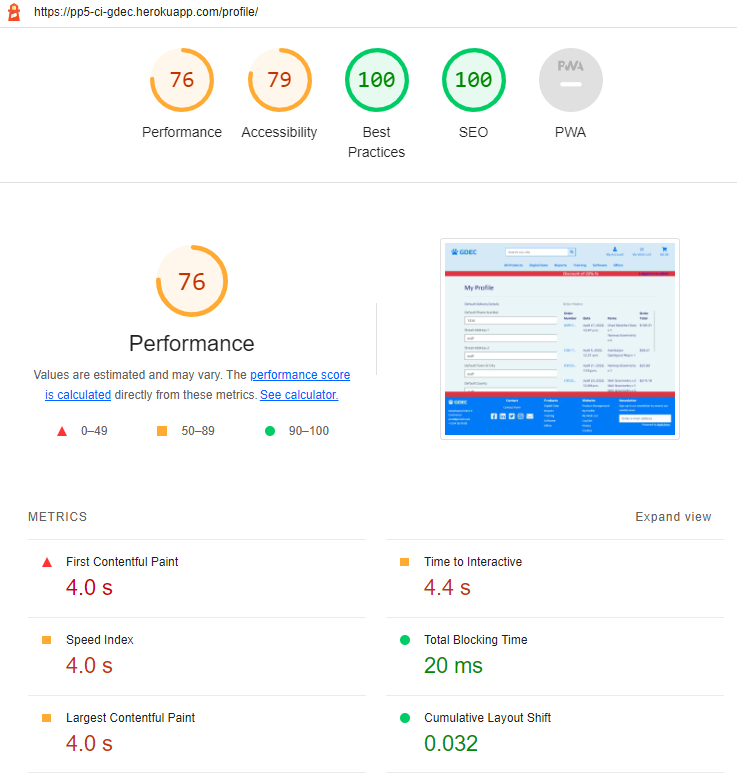 https://pp5-ci-gdec.herokuapp.com/profile/
76
79
100
100
PWA
Performance
Accessibility
Best
Practices
SEO
PWA
76
Performance
Values are estimated and may vary. The performance score
is calculated directly from these metrics. See calculator.
0–49
50–89
90–100
GDEC
My Profile
METRICS
Expand view
First Contentful Paint
4.0 s
Time to Interactive
4.4 s
Speed Index
4.0 s
Total Blocking Time
20 ms
Largest Contentful Paint
4.0 s
Cumulative Layout Shift
0.032